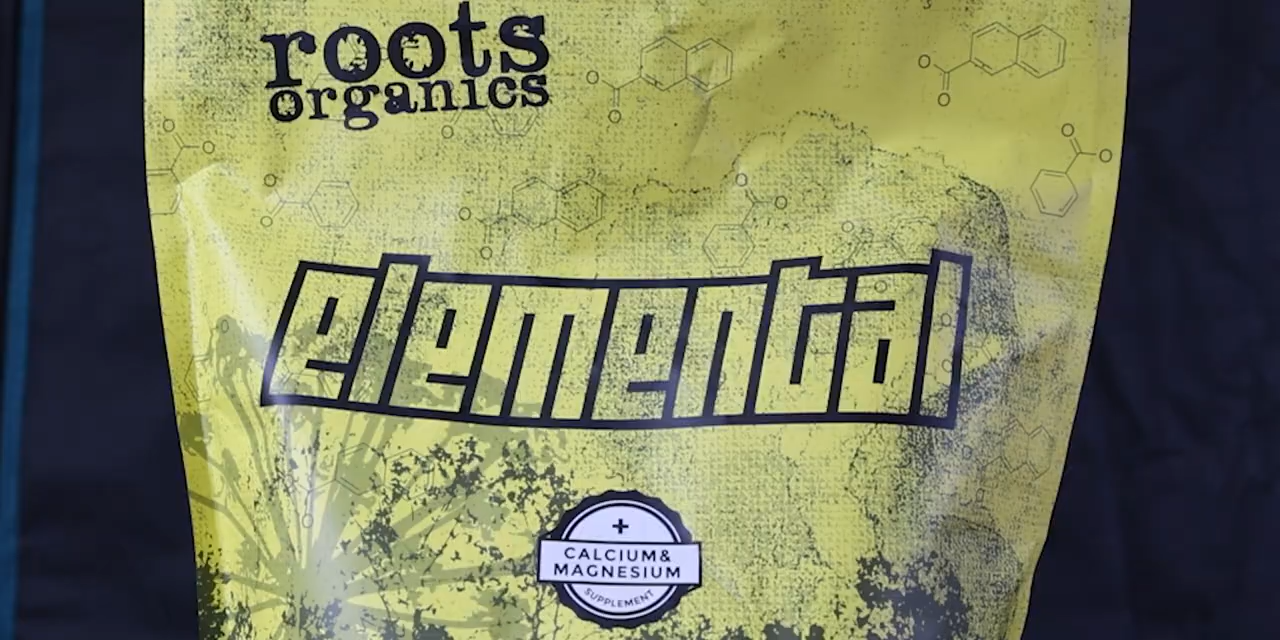 roots
organics
elemental
+
CALCIUM&
MAGNESIUM
SUPPLEMENT